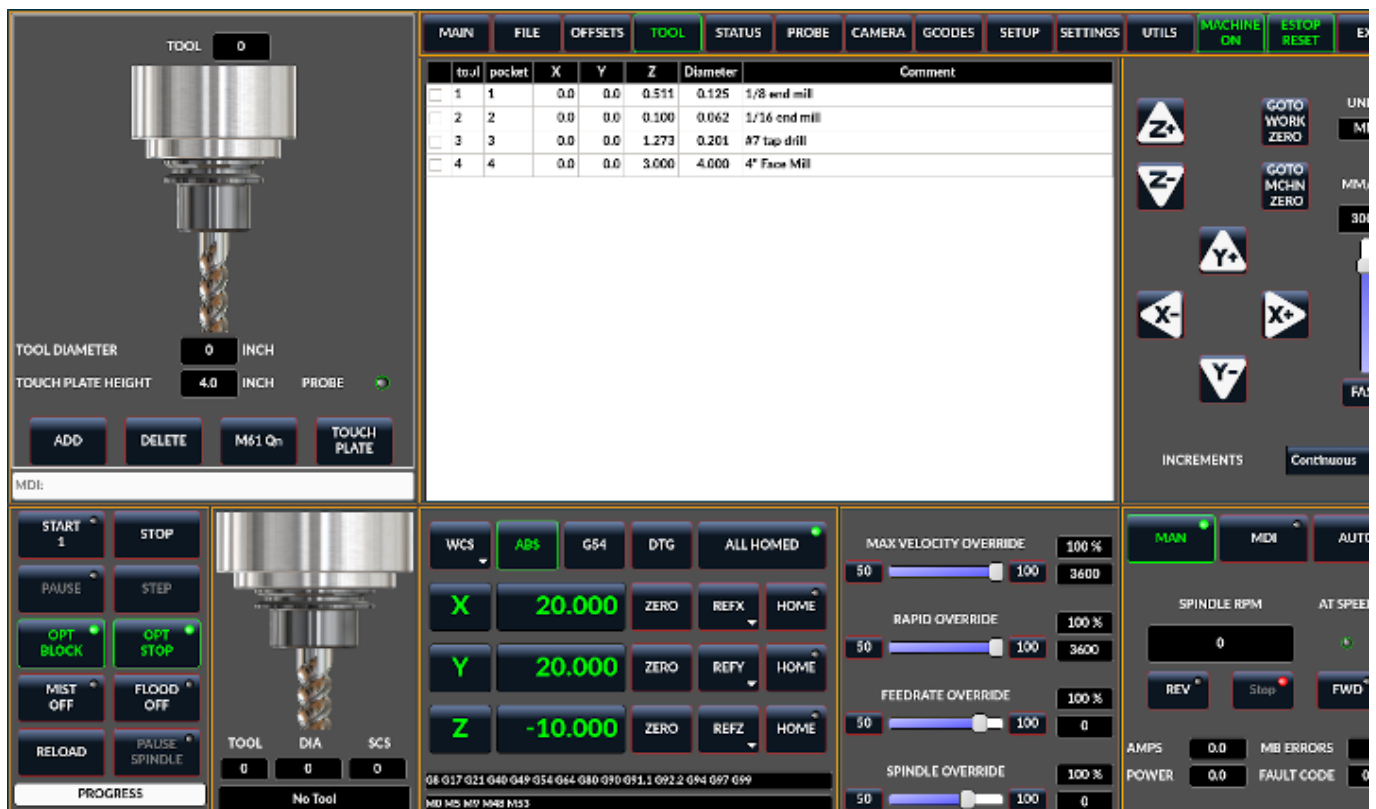 MAIN FILE OFFSETS TOOL STATUS PROBE CAMERA GCODES SETUP SETTINGS UTILS MACHINE ON ESTOP RESET
TOOL 0
tool pocket X Y Z Diameter Comment
1 1 0.0 0.0 0.511 0.125 1/8 end mill
2 2 0.0 0.0 0.100 0.062 1/16 end mill
3 3 0.0 0.0 1.273 0.201 #7 tap drill
4 4 0.0 0.0 3.000 4.000 4" Face Mill
TOOL DIAMETER 0 INCH
TOUCH PLATE HEIGHT 4.0 INCH PROBE
ADD DELETE M61 Qn TOUCH PLATE
MDI:
Z+ GOTO WORK ZERO
Z- GOTO MCHN ZERO
Y+
X- X+
Y-
INCREMENTS Continuous
START 1 STOP
PAUSE STEP
OPT BLOCK OPT STOP
MIST OFF FLOOD OFF
RELOAD PAUSE SPINDLE
PROGRESS
TOOL DIA SCS
0 0 0
No Tool
WCS ABS G54 DTG ALL HOMED
X 20.000 ZERO REFX HOME
Y 20.000 ZERO REFY HOME
Z -10.000 ZERO REFZ HOME
G8 G17 G21 G40 G49 G54 G64 G80 G90 G91.1 G92.2 G94 G97 G99
M0 M5 M9 M48 M53
MAX VELOCITY OVERRIDE 100 %
50 100 3600
RAPID OVERRIDE 100 %
50 100 3600
FEEDRATE OVERRIDE 100 %
50 100 0
SPINDLE OVERRIDE 100 %
50 100 0
MAN MDI AUTO
SPINDLE RPM AT SPEED
0
REV Stop FWD
AMPS 0.0 MB ERRORS
POWER 0.0 FAULT CODE 0